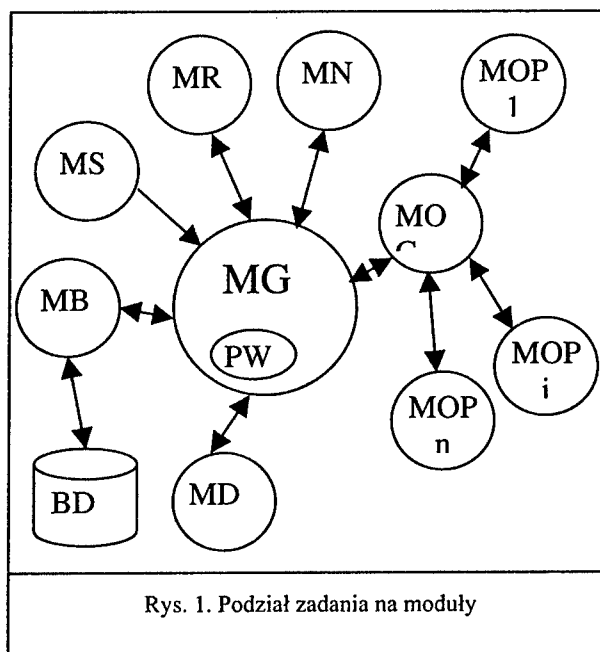 MR
MN
MOP
1
MS
MO
MG
MB
PW
MOP
i
MOP
n
BD
MD
Rys. 1. Podział zadania na moduły